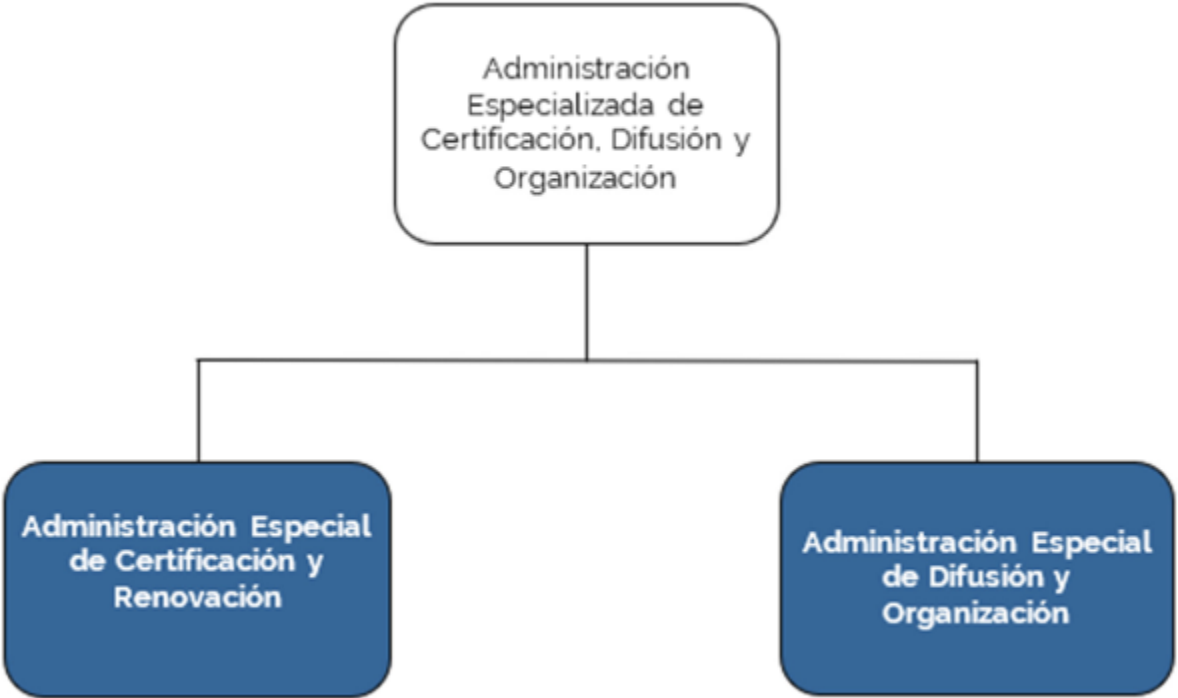 Administración
Especializada de
Certificación, Difusión y
Organización
Administración Especial
de Certificación y
Renovación
Administración Especial
de Difusión y
Organización